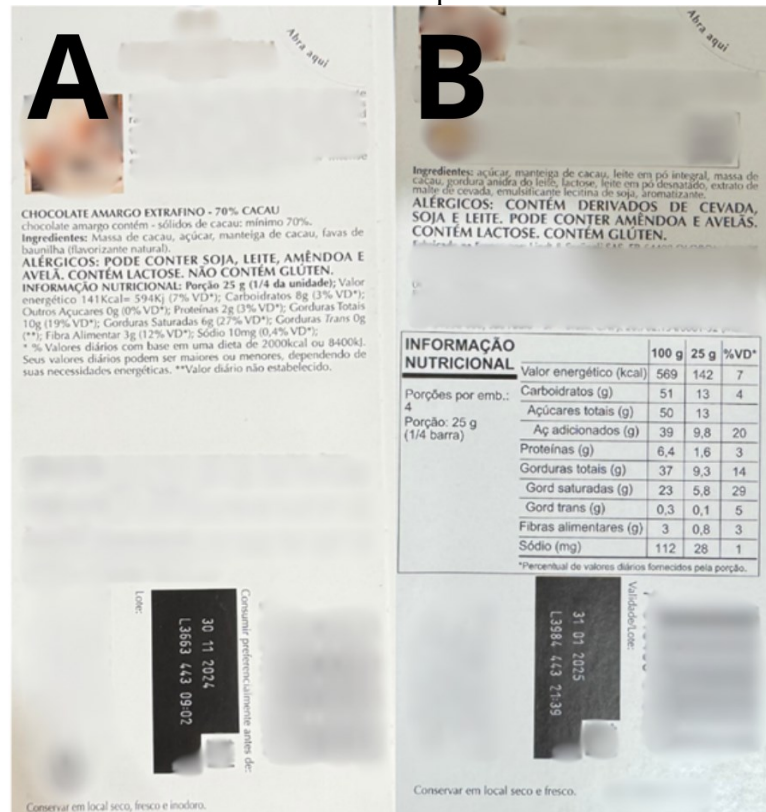 A
Abra aqui
CHOCOLATE AMARGO EXTRAFINO - 70% CACAU
chocolate amargo contém - sólidos de cacau: mínimo 70%.
Ingredientes: Massa de cacau, açúcar, manteiga de cacau, favas de
baunilha (flavorizante natural).
ALÉRGICOS: PODE CONTER SOJA, LEITE, AMÊNDOA E
AVELÃ. CONTÉM LACTOSE. NÃO CONTÉM GLÚTEN.
INFORMAÇÃO NUTRICIONAL: Porção 25 g (1/4 da unidade); Valor
energético 141Kcal= 594Kj (7% VD*); Carboidratos 8g (3% VD*);
Outros Açucares 0g (0% VD*); Proteínas 2g (3% VD*); Gorduras Totais
10g (19% VD*); Gorduras Saturadas 6g (27% VD*); Gorduras Trans 0g
(**); Fibra Alimentar 3g (12% VD*); Sódio 10mg (0,4% VD*);
* % Valores diários com base em uma dieta de 2000kcal ou 8400kJ.
Seus valores diários podem ser maiores ou menores, dependendo de
suas necessidades energéticas. **Valor diário não estabelecido.
Lote:
L3663 443 09:02
30 11 2024
Consumir preferencialmente antes de:
Conservar em local seco, fresco e inodoro.
B
Abra aqui
Ingredientes: açúcar, manteiga de cacau, leite em pó integral, massa de
cacau, gordura anidra do leite, lactose, leite em pó desnatado, extrato de
malte de cevada, emulsificante lecitina de soja, aromatizante.
ALÉRGICOS: CONTÉM DERIVADOS DE CEVADA,
SOJA E LEITE. PODE CONTER AMÊNDOA E AVELÃS.
CONTÉM LACTOSE. CONTÉM GLÚTEN.
INFORMAÇÃO
NUTRICIONAL
Porções por emb.:
4
Porção: 25 g
(1/4 barra)
100 g 25 g %VD*
Valor energético (kcal) 569 142 7
Carboidratos (g) 51 13 4
Açúcares totais (g) 50 13
Aç adicionados (g) 39 9,8 20
Proteínas (g) 6,4 1,6 3
Gorduras totais (g) 37 9,3 14
Gord saturadas (g) 23 5,8 29
Gord trans (g) 0,3 0,1 5
Fibras alimentares (g) 3 0,8 3
Sódio (mg) 112 28 1
*Percentual de valores diários fornecidos pela porção.
L3984 443 21:39
31 01 2025
Validade/Lote:
Conservar em local seco e fresco.